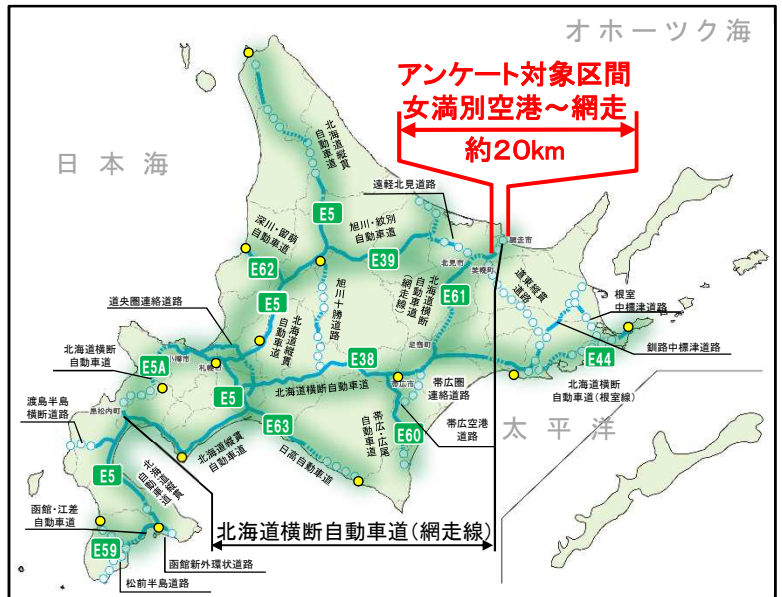 オホーツク海
アンケート対象区間
女満別空港～網走
約20km
日本海
北海道縦貫
自動車道
遠軽北見道路
E5
旭川・紋別
自動車道
深川・留萌
自動車道
網走市
E39
北見市
美幌町
E62
E61
北海道横断
自動車道
(網走線)
道東縦貫
道路
根室
中標津道路
道央圏連絡道路
E5
北海道縦貫
自動車道
旭川十勝道路
足寄町
釧路中標津道路
北海道横断
自動車道
E5A
小樽市
札幌市
E38
E44
北海道横断自動車道
帯広市
帯広圏
連絡道路
北海道横断
自動車道(根室線)
渡島半島
横断道路
黒松内町
E5
E63
帯広・広尾
自動車道
帯広空港
道路
太平洋
E60
北海道縦貫
自動車道
日高自動車道
E5
北海道縦貫
自動車道
函館・江差
自動車道
北海道横断自動車道(網走線)
E59
函館新外環状道路
松前半島道路